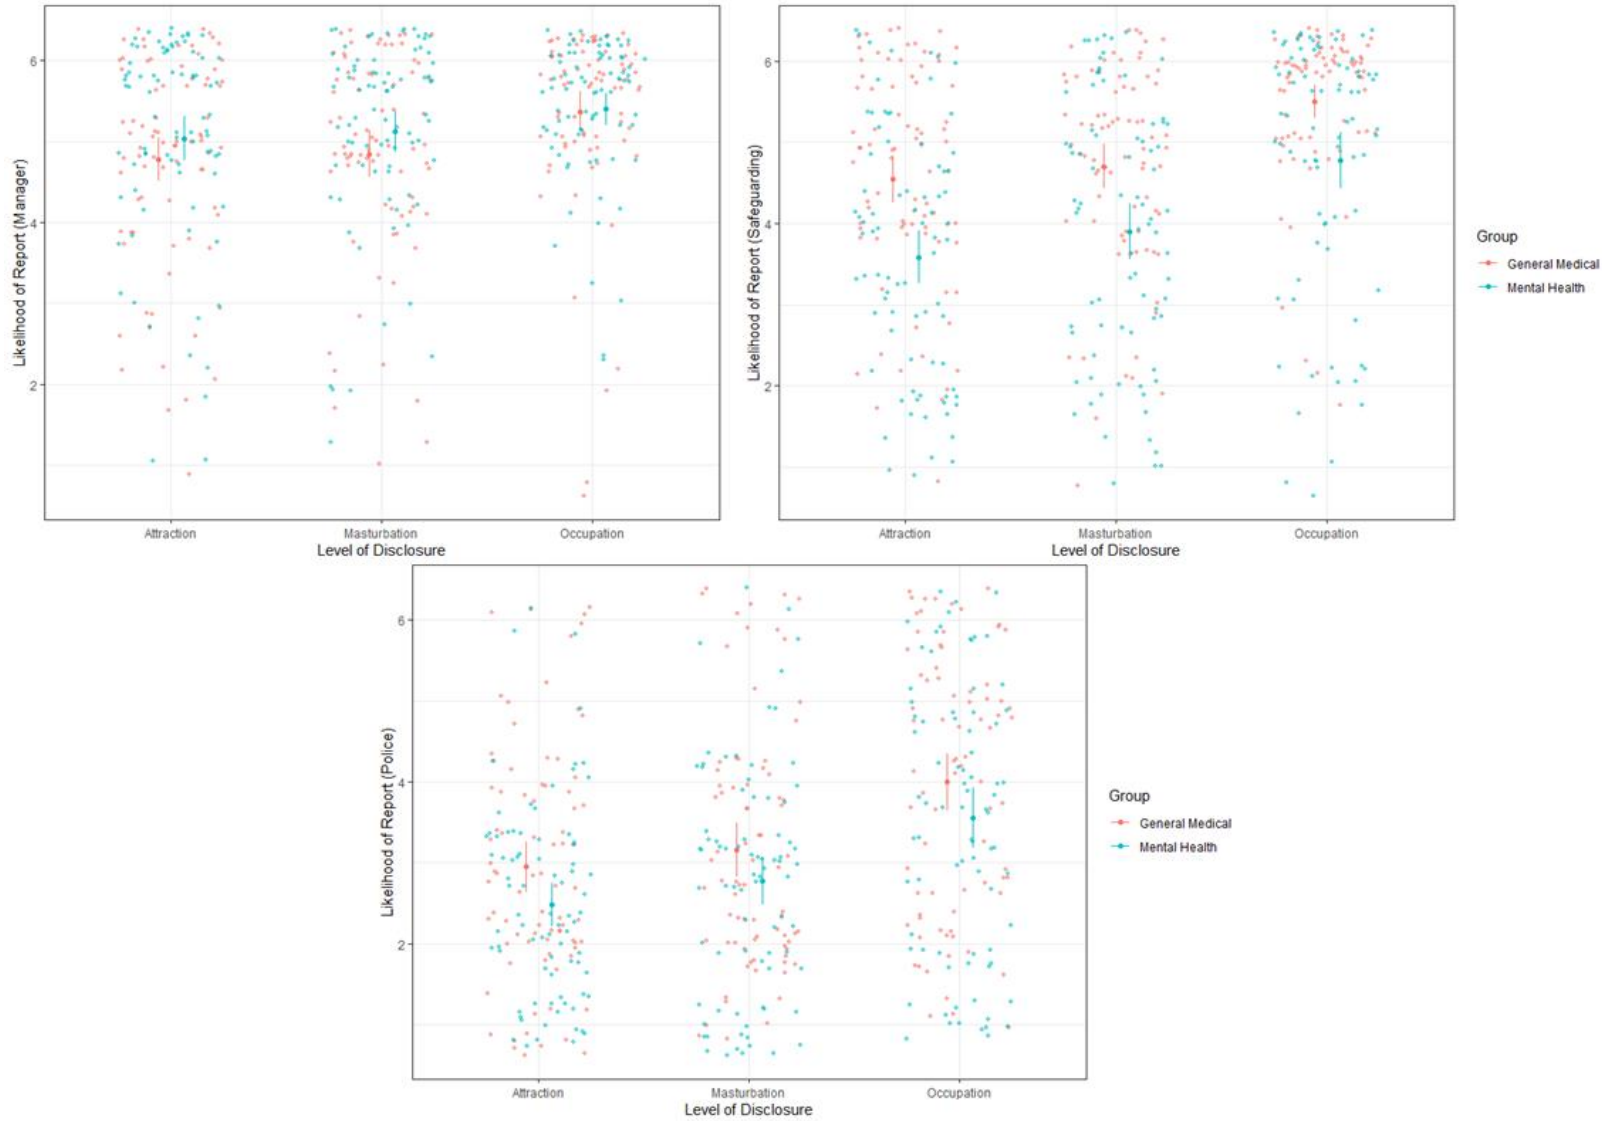 Likelihood of Report (Manager)
6
4
2
Attraction Masturbation Occupation
Level of Disclosure
Likelihood of Report (Safeguarding)
6
4
2
Attraction Masturbation Occupation
Level of Disclosure
Group
General Medical
Mental Health
Likelihood of Report (Police)
6
4
2
Attraction Masturbation Occupation
Level of Disclosure
Group
General Medical
Mental Health